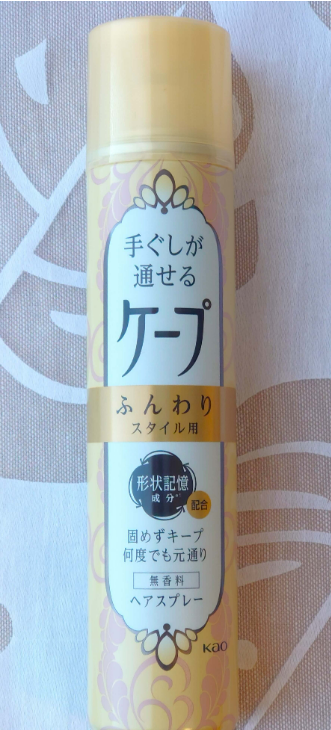 手ぐしが
通せる
ケープ
ふんわり
スタイル用
形状記憶
成分*
配合
固めずキープ
何度でも元通り
無香料
ヘアスプレー
Kao